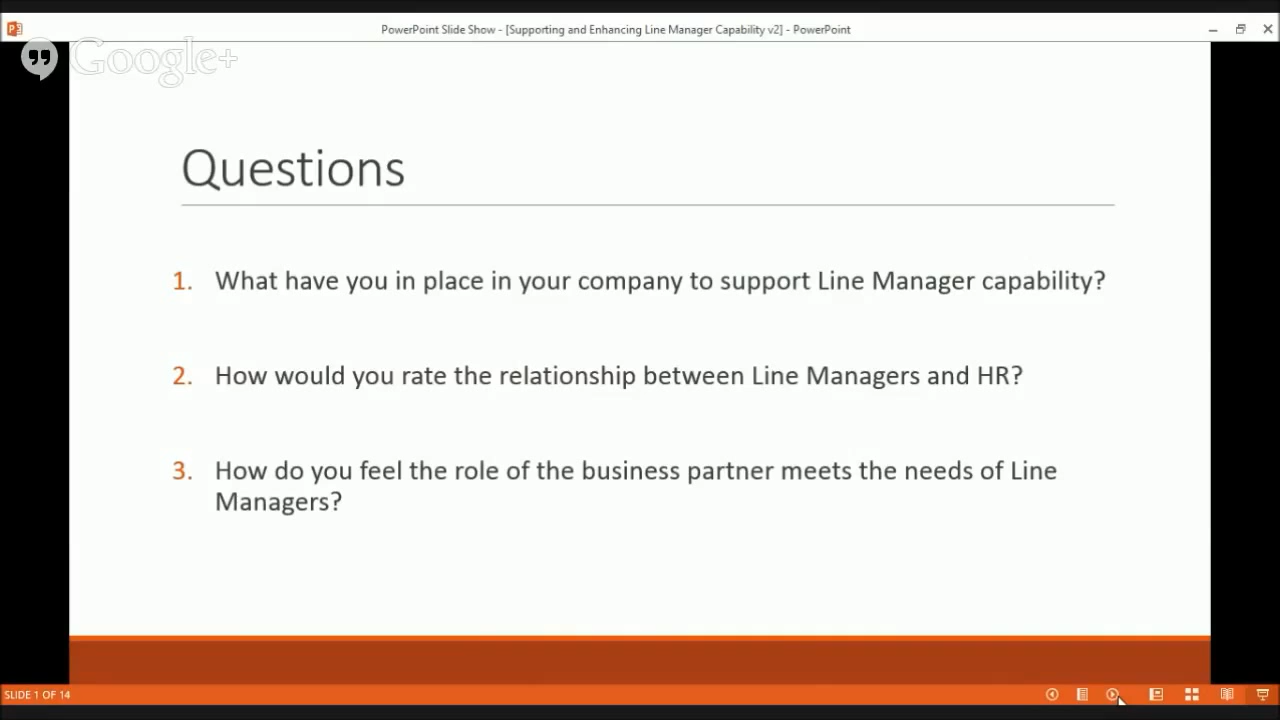 PowerPoint Slide Show - [Supporting and Enhancing Line Manager Capability v2] - PowerPoint
Google+
Questions
1. What have you in place in your company to support Line Manager capability?
2. How would you rate the relationship between Line Managers and HR?
3. How do you feel the role of the business partner meets the needs of Line
Managers?
SLIDE 1 OF 14